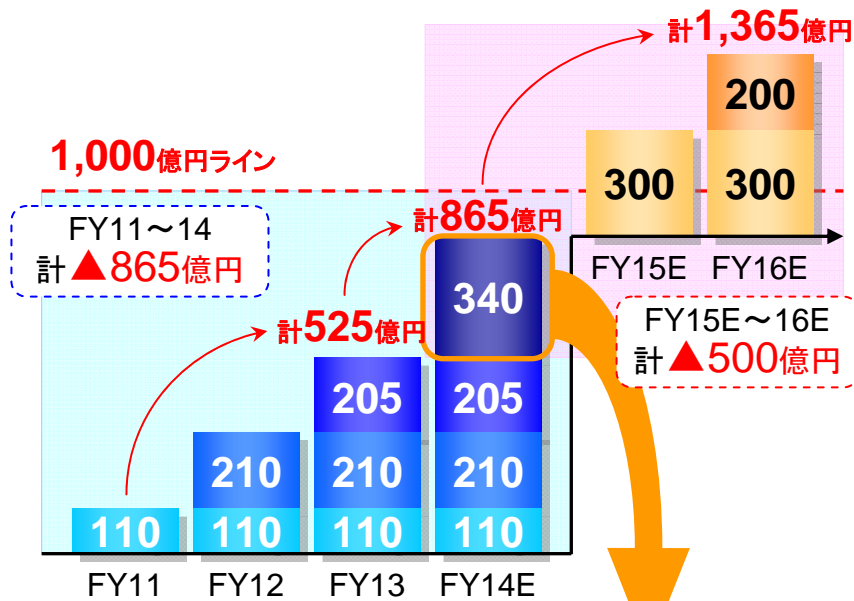 計1,365億円
200
1,000億円ライン
300 300
計865億円
FY11～14
計▲865億円
FY15E FY16E
340
FY15E～16E
計▲500億円
計525億円
205 205
210 210 210
110 110 110 110
FY11 FY12 FY13 FY14E